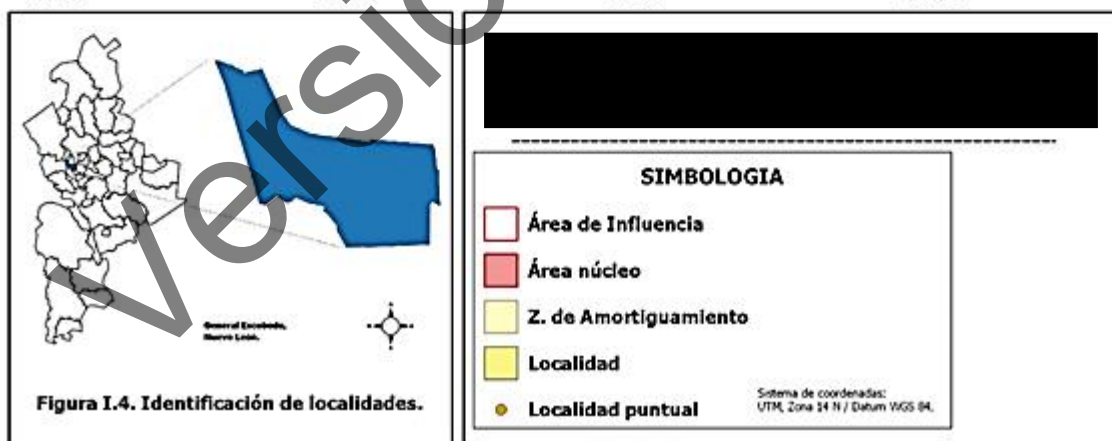 Versió
General Escobedo,
Nuevo León.
Figura I.4. Identificación de localidades.
SIMBOLOGIA
Área de Influencia
Área núcleo
Z. de Amortiguamiento
Localidad
Localidad puntual
Sistema de coordenadas:
UTM, Zona 14 N / Datum WGS 84.